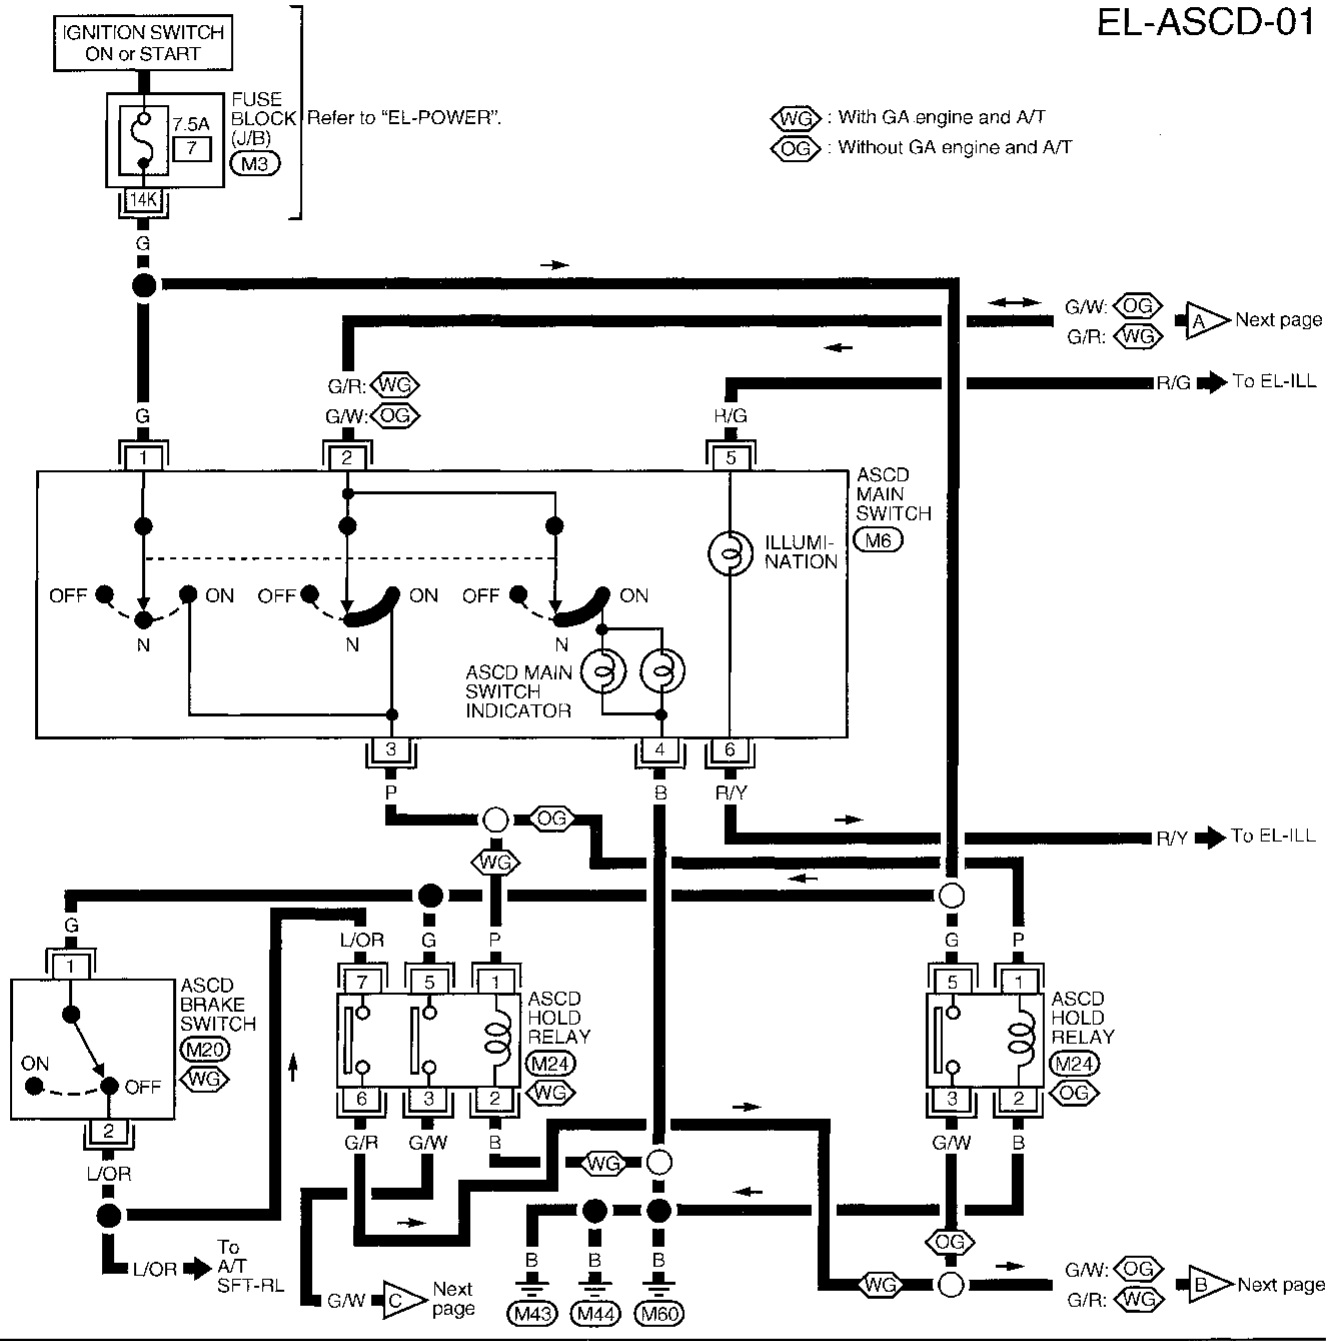 EL-ASCD-01
IGNITION SWITCH
ON or START
FUSE
BLOCK
(J/B)
M3
7.5A
7
14K
Refer to "EL-POWER".
WG : With GA engine and A/T
OG : Without GA engine and A/T
G
G/W: OG
G/R: WG
A
Next page
G/R: WG
G/W: OG
R/G
To EL-ILL
G
R/G
1
2
5
ASCD
MAIN
SWITCH
M6
ILLUMI-
NATION
OFF
ON
OFF
ON
OFF
ON
N
N
N
ASCD MAIN
SWITCH
INDICATOR
3
4
6
P
B
R/Y
OG
R/Y
To EL-ILL
WG
G
L/OR
G
P
G
P
1
7
5
1
5
1
ASCD
BRAKE
SWITCH
M20
WG
ON
OFF
ASCD
HOLD
RELAY
M24
WG
ASCD
HOLD
RELAY
M24
OG
2
6
3
2
3
2
L/OR
G/R
G/W
B
G/W
B
WG
OG
L/OR
To
A/T
SFT-RL
G/W
C
Next
page
B
B
B
M43
M44
M60
WG
G/W: OG
G/R: WG
B
Next page